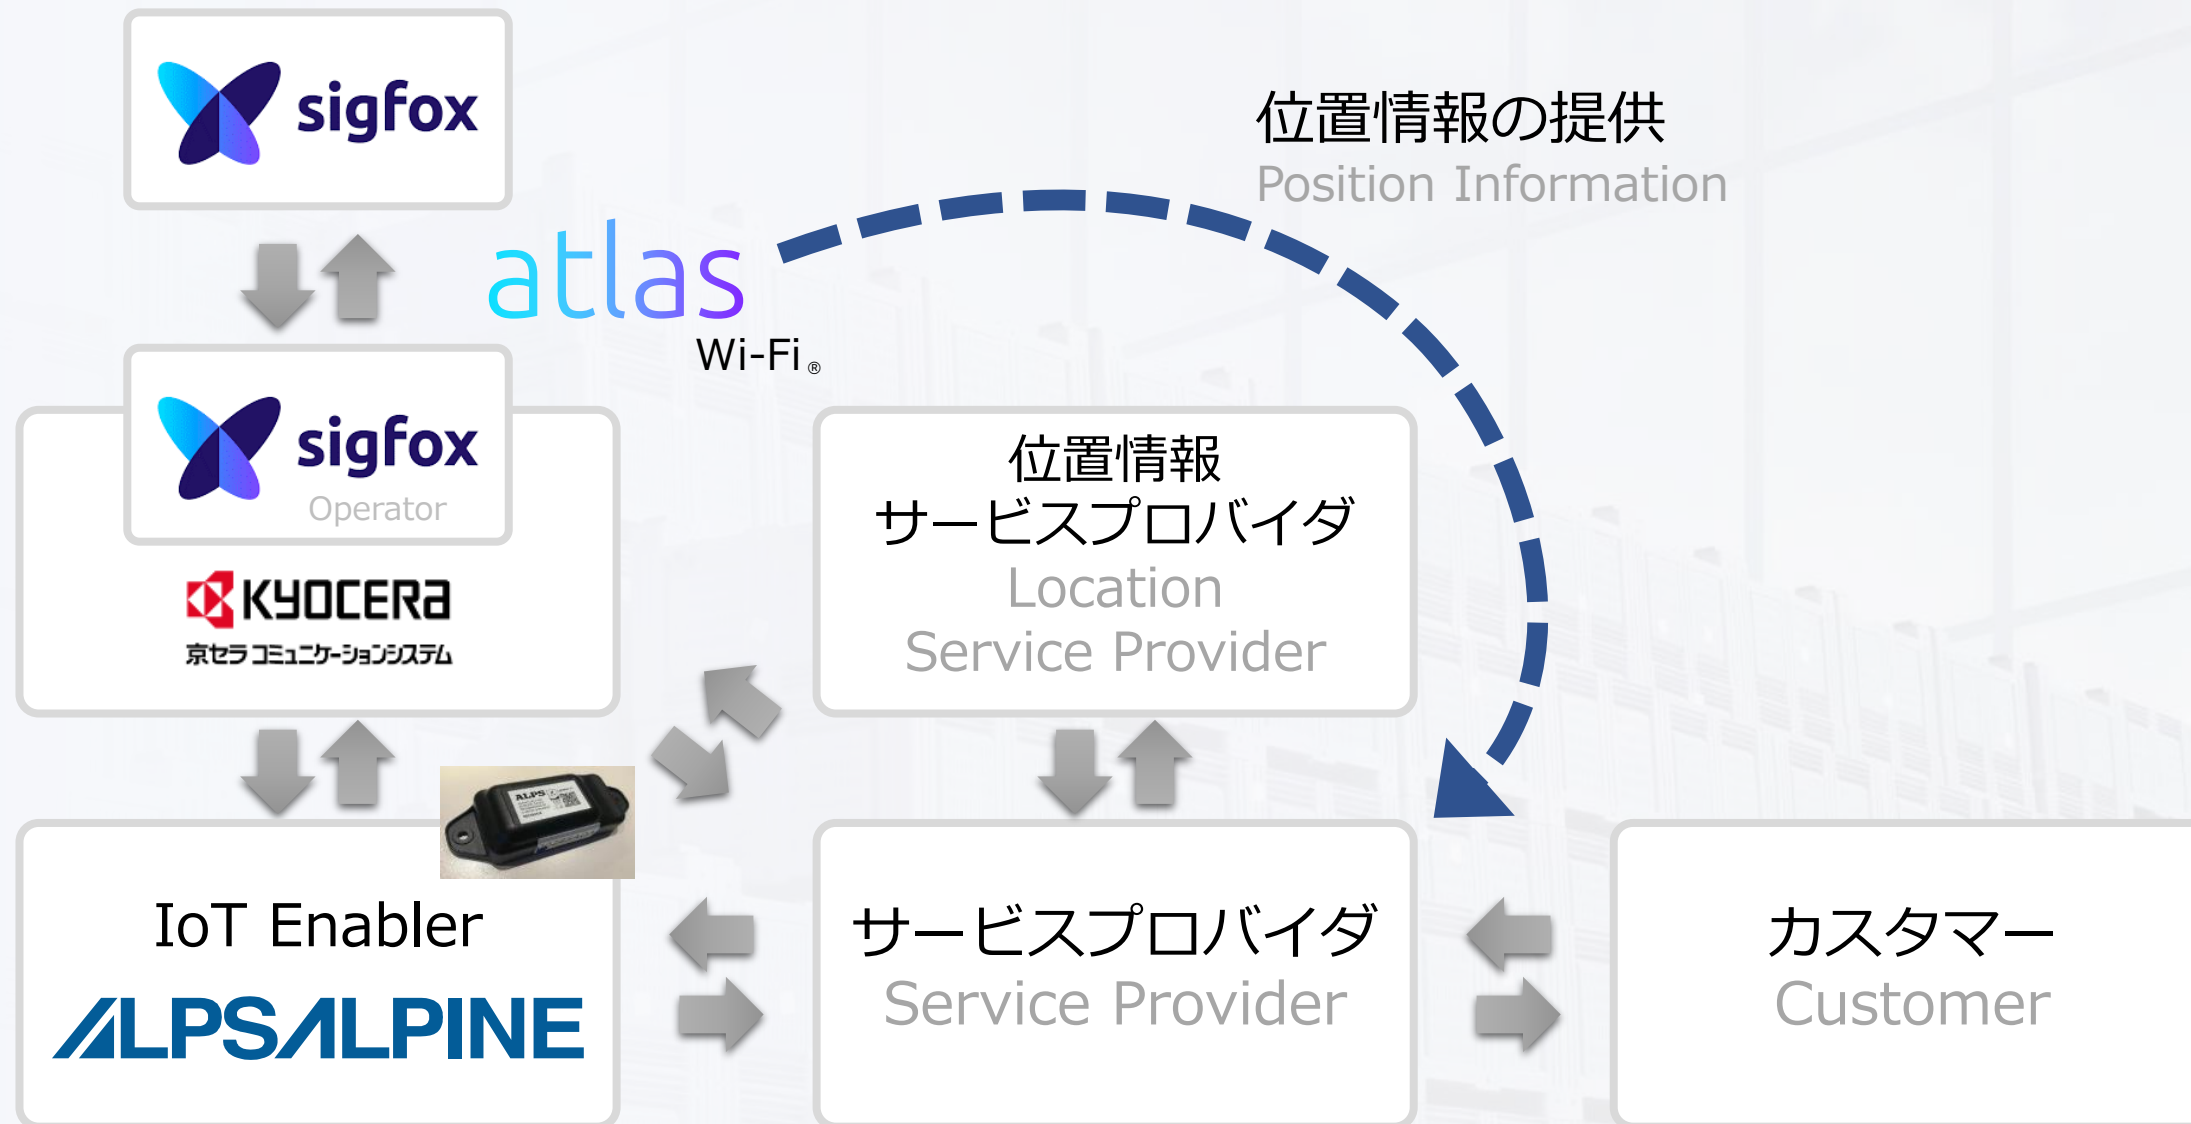 sigfox
位置情報の提供
Position Information
atlas
Wi-Fi®
sigfox
Operator
KYOCERA
京セラ コミュニケーションシステム
位置情報
サービスプロバイダ
Location
Service Provider
ALPS
IoT Enabler
ALPSALPINE
サービスプロバイダ
Service Provider
カスタマー
Customer